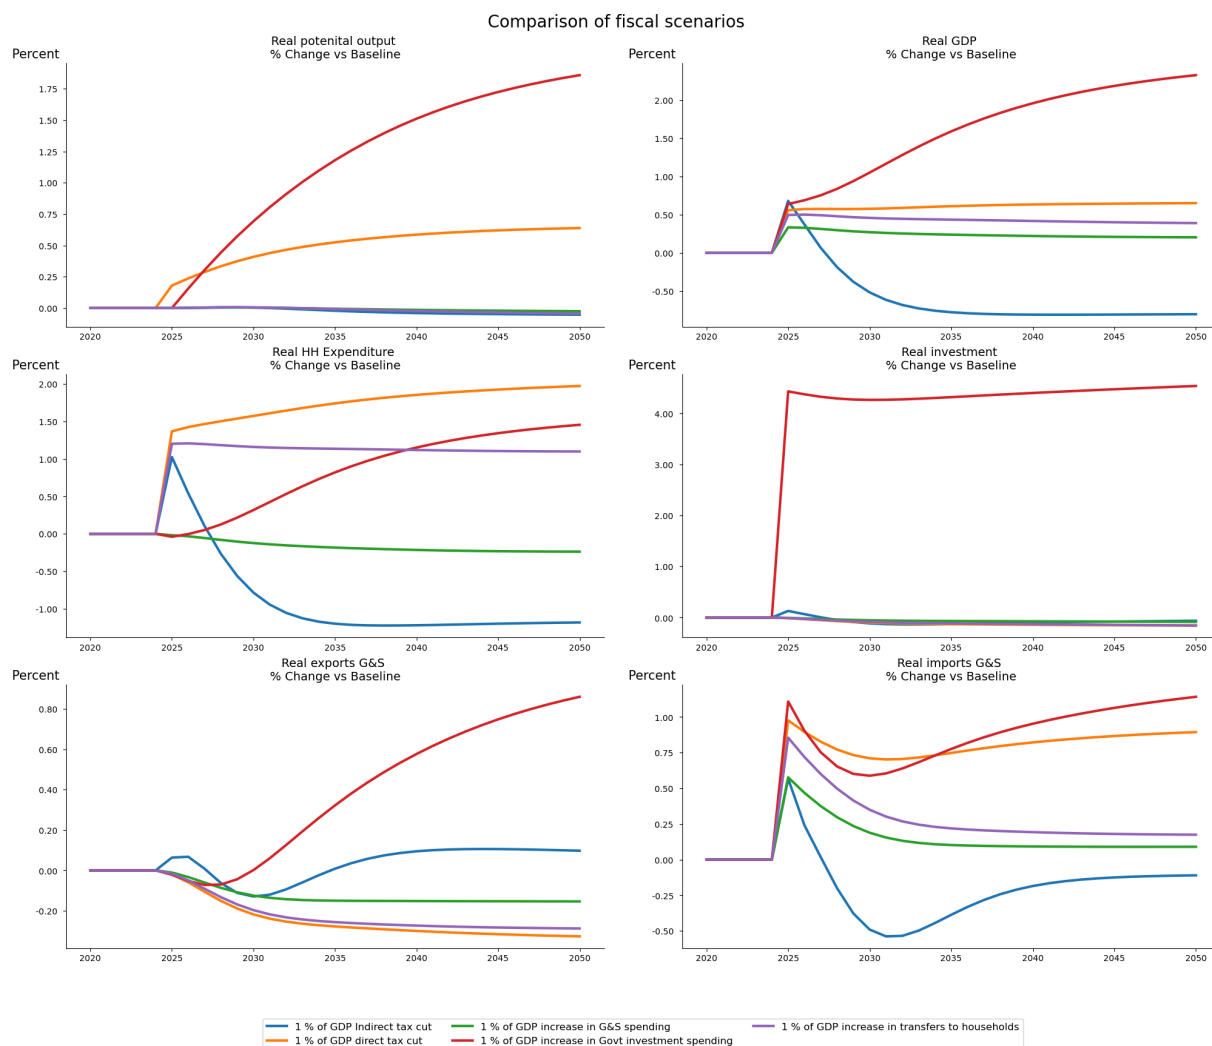 Comparison of fiscal scenarios
Real potenital output
% Change vs Baseline
Percent
1.75
1.50
1.25
1.00
0.75
0.50
0.25
0.00
2020 2025 2030 2035 2040 2045 2050
Real GDP
% Change vs Baseline
Percent
2.00
1.50
1.00
0.50
0.00
-0.50
2020 2025 2030 2035 2040 2045 2050
Real HH Expenditure
% Change vs Baseline
Percent
2.00
1.50
1.00
0.50
0.00
-0.50
-1.00
2020 2025 2030 2035 2040 2045 2050
Real investment
% Change vs Baseline
Percent
4.00
3.00
2.00
1.00
0.00
2020 2025 2030 2035 2040 2045 2050
Real exports G&S
% Change vs Baseline
Percent
0.80
0.60
0.40
0.20
0.00
-0.20
2020 2025 2030 2035 2040 2045 2050
Real imports G&S
% Change vs Baseline
Percent
1.00
0.75
0.50
0.25
0.00
-0.25
-0.50
2020 2025 2030 2035 2040 2045 2050
1 % of GDP Indirect tax cut
1 % of GDP direct tax cut
1 % of GDP increase in G&S spending
1 % of GDP increase in Govt investment spending
1 % of GDP increase in transfers to households